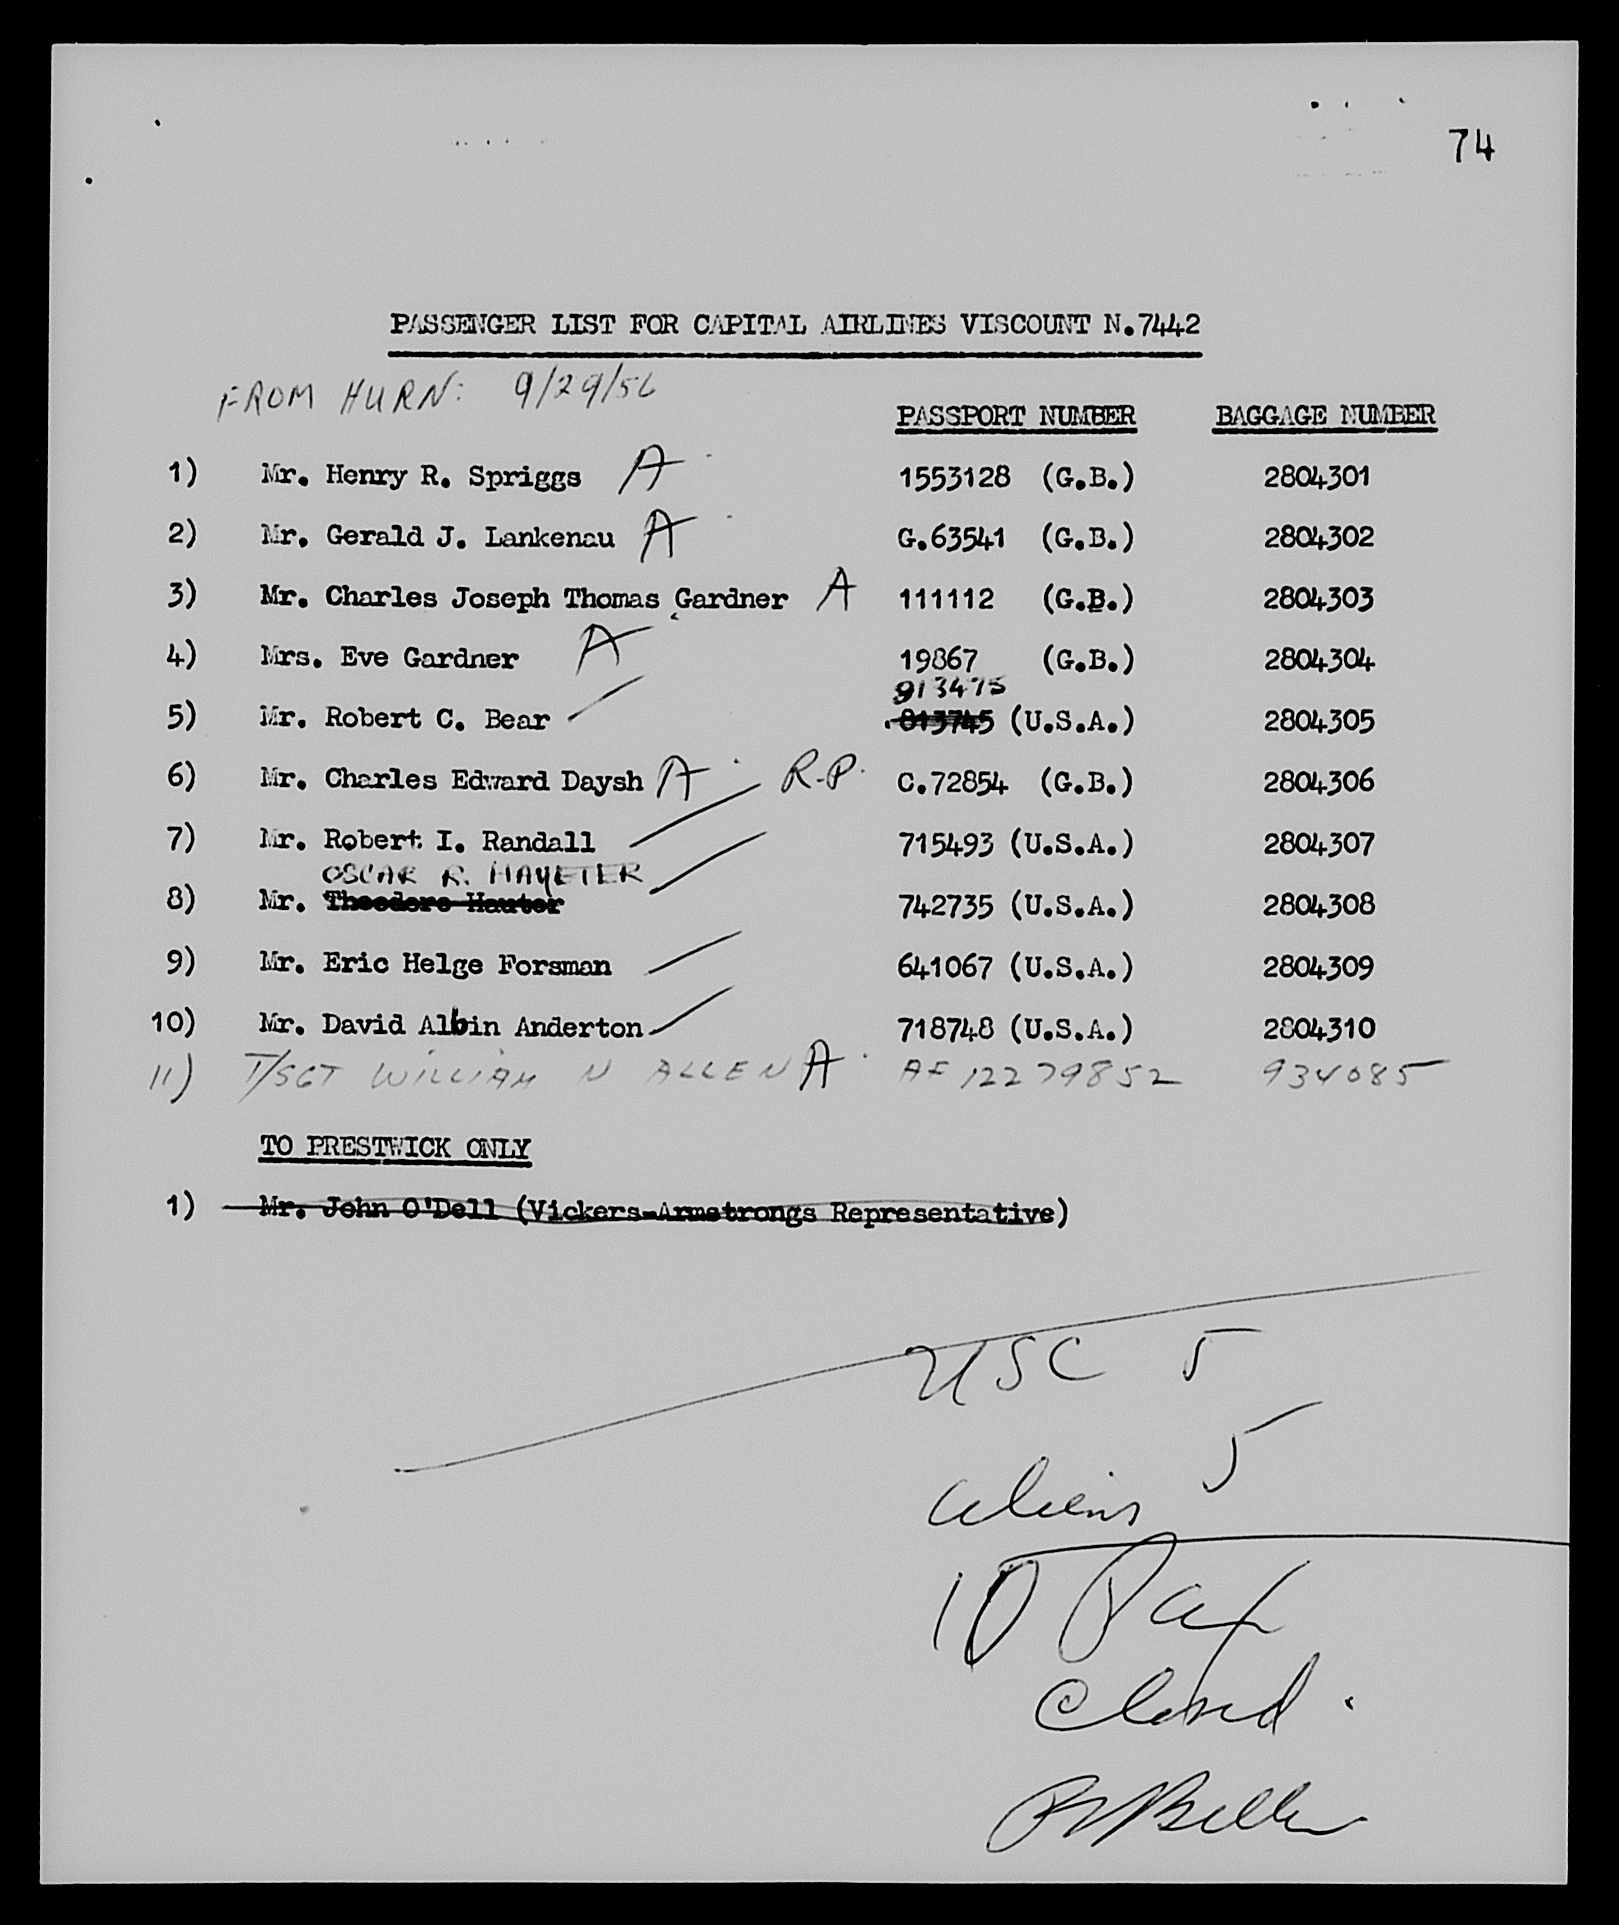 74
PASSENGER LIST FOR CAPITAL AIRLINES VISCOUNT N.7442
FROM HURN: 9/29/56
PASSPORT NUMBER BAGGAGE NUMBER
1) Mr. Henry R. Spriggs A 1553128 (G.B.) 2804301
2) Mr. Gerald J. Lankenau A G.63541 (G.B.) 2804302
3) Mr. Charles Joseph Thomas Gardner A 111112 (G.B.) 2804303
4) Mrs. Eve Gardner A 19867 (G.B.) 2804304
913475
5) Mr. Robert C. Bear 813745 (U.S.A.) 2804305
6) Mr. Charles Edward Daysh A R.P. C.72854 (G.B.) 2804306
7) Mr. Robert I. Randall 715493 (U.S.A.) 2804307
OSCAR R. HAYETER
8) Mr. Theodore Hauter 742735 (U.S.A.) 2804308
9) Mr. Eric Helge Forsman 641067 (U.S.A.) 2804309
10) Mr. David Albin Anderton 718748 (U.S.A.) 2804310
11) T/SGT WILLIAM N ALLEN A AF 12279852 934085
TO PRESTWICK ONLY
1) Mr. John O'Dell (Vickers-Armstrongs Representative)
USC 5
aliens 5
10 Pax
Closed.